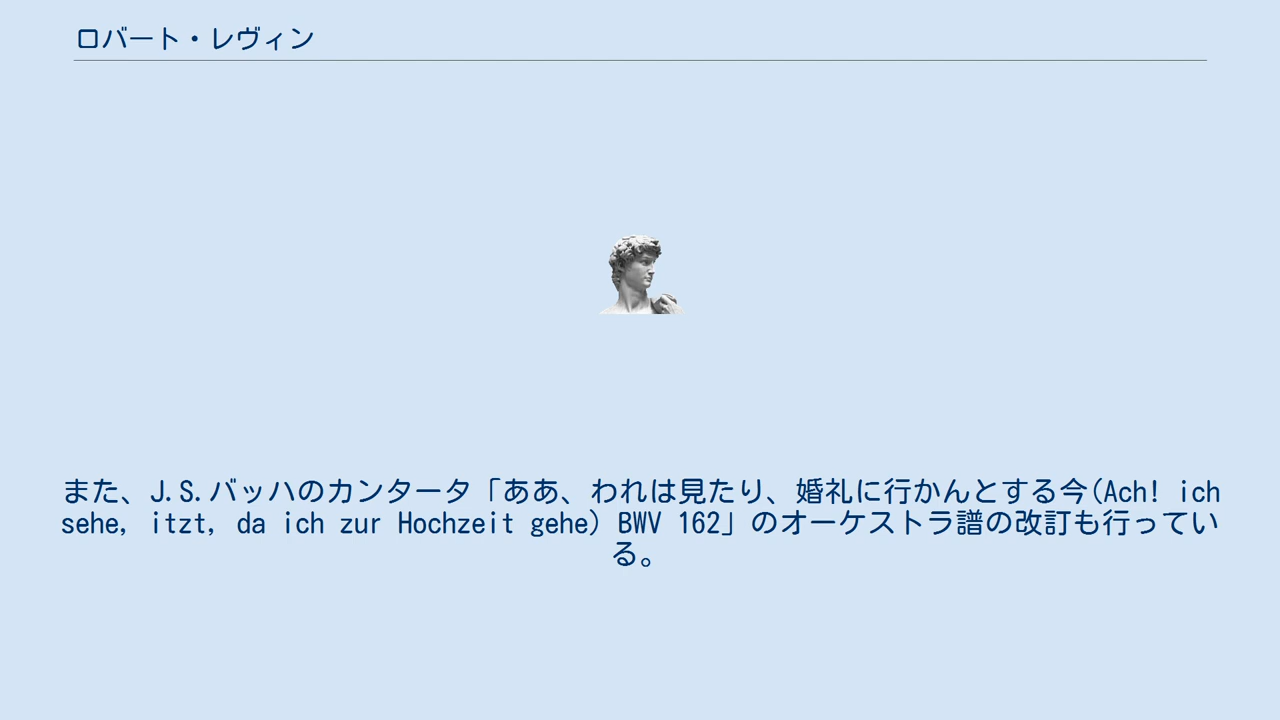 ロバート・レヴィン
また、J.S.バッハのカンタータ「ああ、われは見たり、婚礼に行かんとする今(Ach! ich
sehe, itzt, da ich zur Hochzeit gehe) BWV 162」のオーケストラ譜の改訂も行ってい
る。